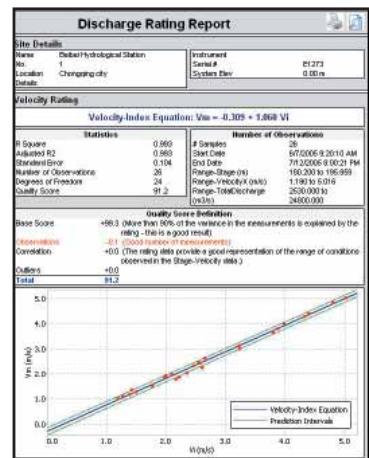 Discharge Rating Report
Site Details
Name Beibei Hydrological Station
No. 1
Location Chongqing city
Details
Instrument
Serial # E1273
System Elev 0.00 m
Velocity Rating
Velocity-Index Equation: Vm = -0.309 + 1.060 Vi
Statistics
R Square 0.993
Adjusted R2 0.993
Standard Error 0.104
Number of Observations 26
Degrees of Freedom 24
Quality Score 91.2
Number of Observations
# Samples 26
Start Date 6/7/2005 8:20:10 AM
End Date 7/12/2005 8:00:21 PM
Range-Stage (m)
Range-VelocityX (m/s) 1.190 to 5.016
Range-TotalDischarge (m3/s) 2530.000 to 24800.000
Quality Score Definition
Base Score +99.3 (More than 90% of the variance in the measurements is explained by the
rating - this is a good result)
Observations -8.1 (Good number of measurements)
Correlation +0.0 (The rating data provide a good representation of the range of conditions
observed in the Stage-Velocity data.)
Outliers +0.0
Total 91.2
5.0
4.0
3.0
2.0
1.0
0.0
Vm (m/s)
Velocity-Index Equation
Prediction Intervals
0.0 1.0 2.0 3.0 4.0 5.0
Vi (m/s)